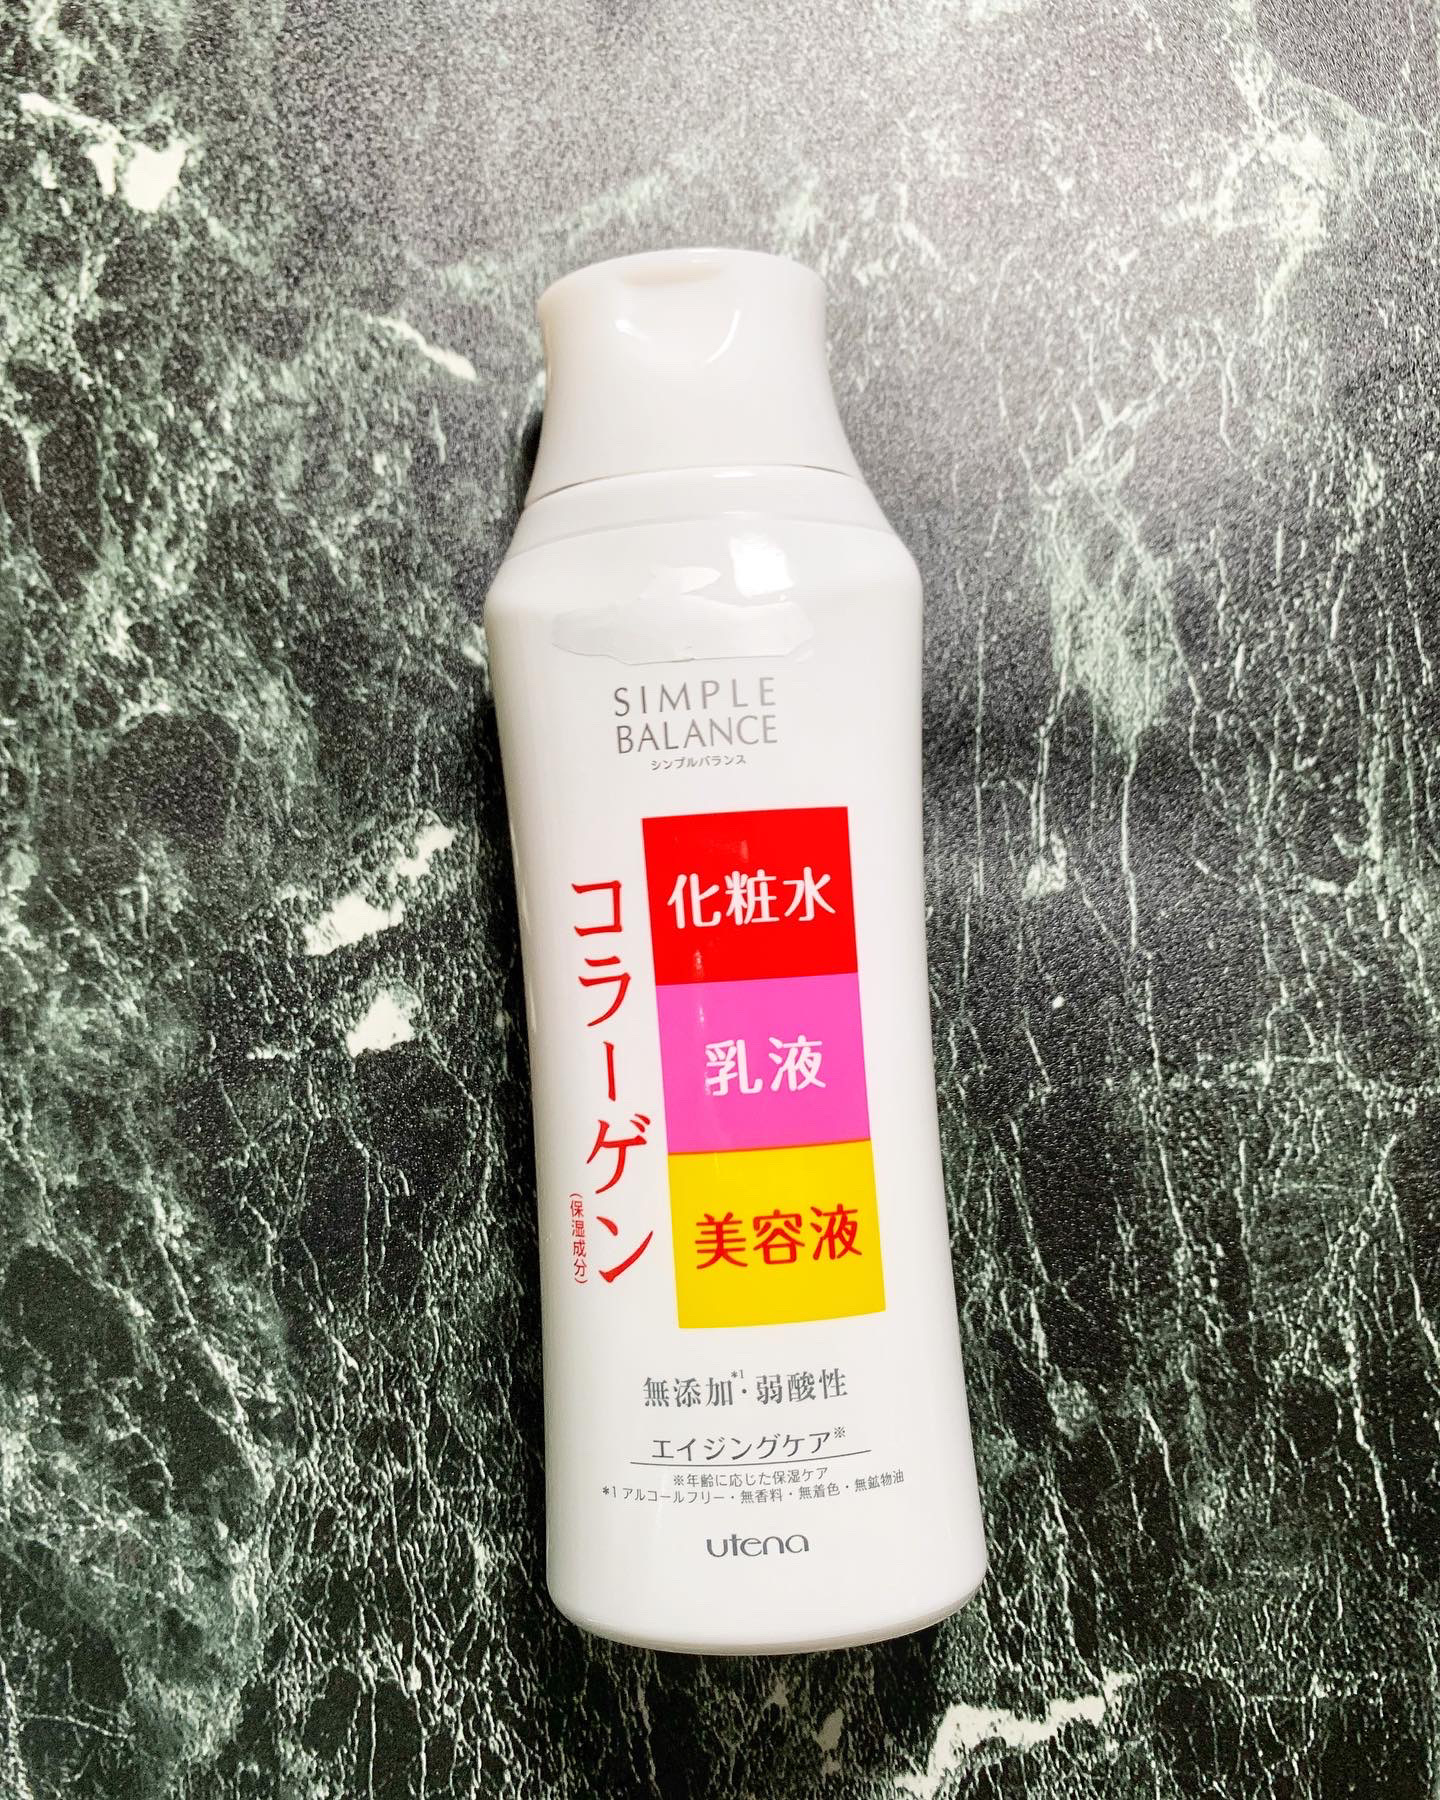 SIMPLE
BALANCE
シンプルバランス
コラーゲン
(保湿成分)
化粧水
乳液
美容液
無添加*1・弱酸性
エイジングケア※
※年齢に応じた保湿ケア
*1 アルコールフリー・無香料・無着色・無鉱物油
utena